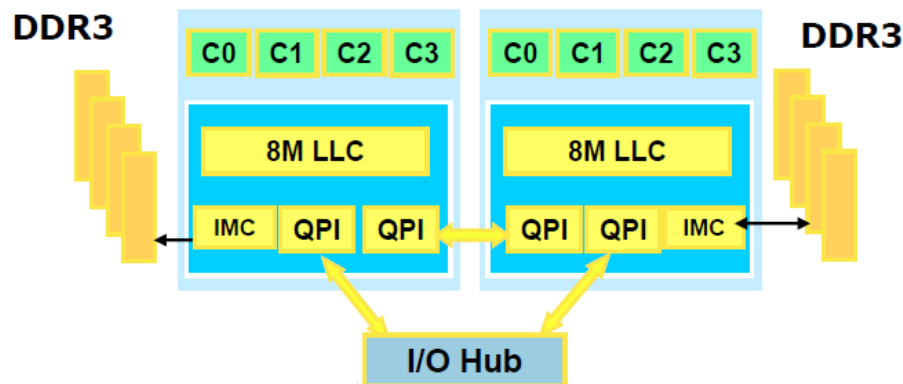 DDR3
DDR3
C0 C1 C2 C3
C0 C1 C2 C3
8M LLC
8M LLC
IMC QPI QPI
QPI QPI IMC
I/O Hub